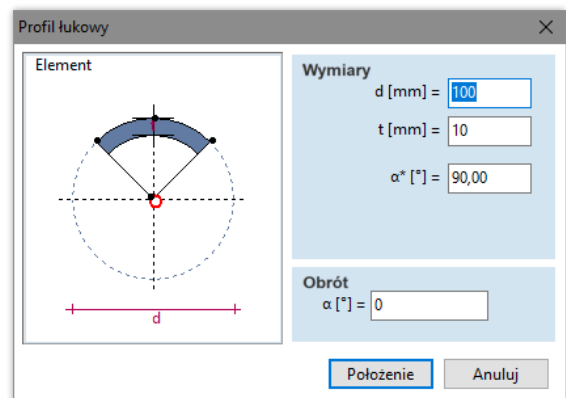 Profil łukowy
Element
d
Wymiary
d [mm] = 100
t [mm] = 10
α* [°] = 90,00
Obrót
α [°] = 0
Położenie
Anuluj